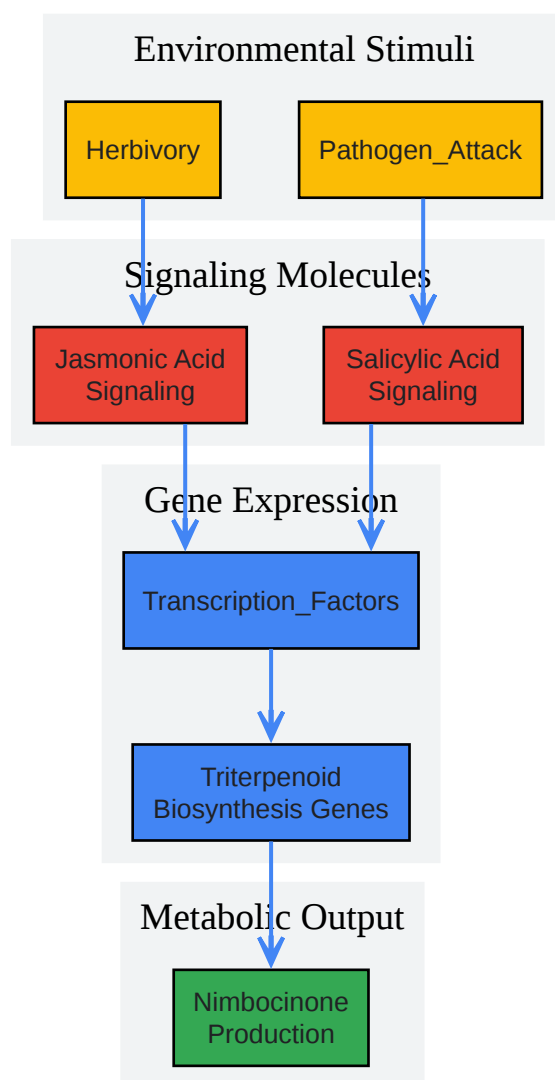 Environmental Stimuli
Herbivory
Pathogen_Attack
Signaling Molecules
Jasmonic Acid
Signaling
Salicylic Acid
Signaling
Gene Expression
Transcription_Factors
Triterpenoid
Biosynthesis Genes
Metabolic Output
Nimbocinone
Production